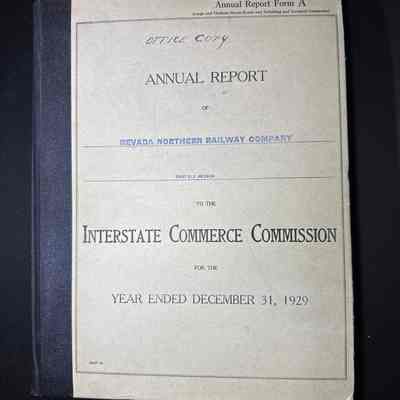 Annual Report Form A
OFFICE COPY
ANNUAL REPORT
OF
NEVADA NORTHERN RAILWAY COMPANY
TO THE
INTERSTATE COMMERCE COMMISSION
FOR THE
YEAR ENDED DECEMBER 31, 1929